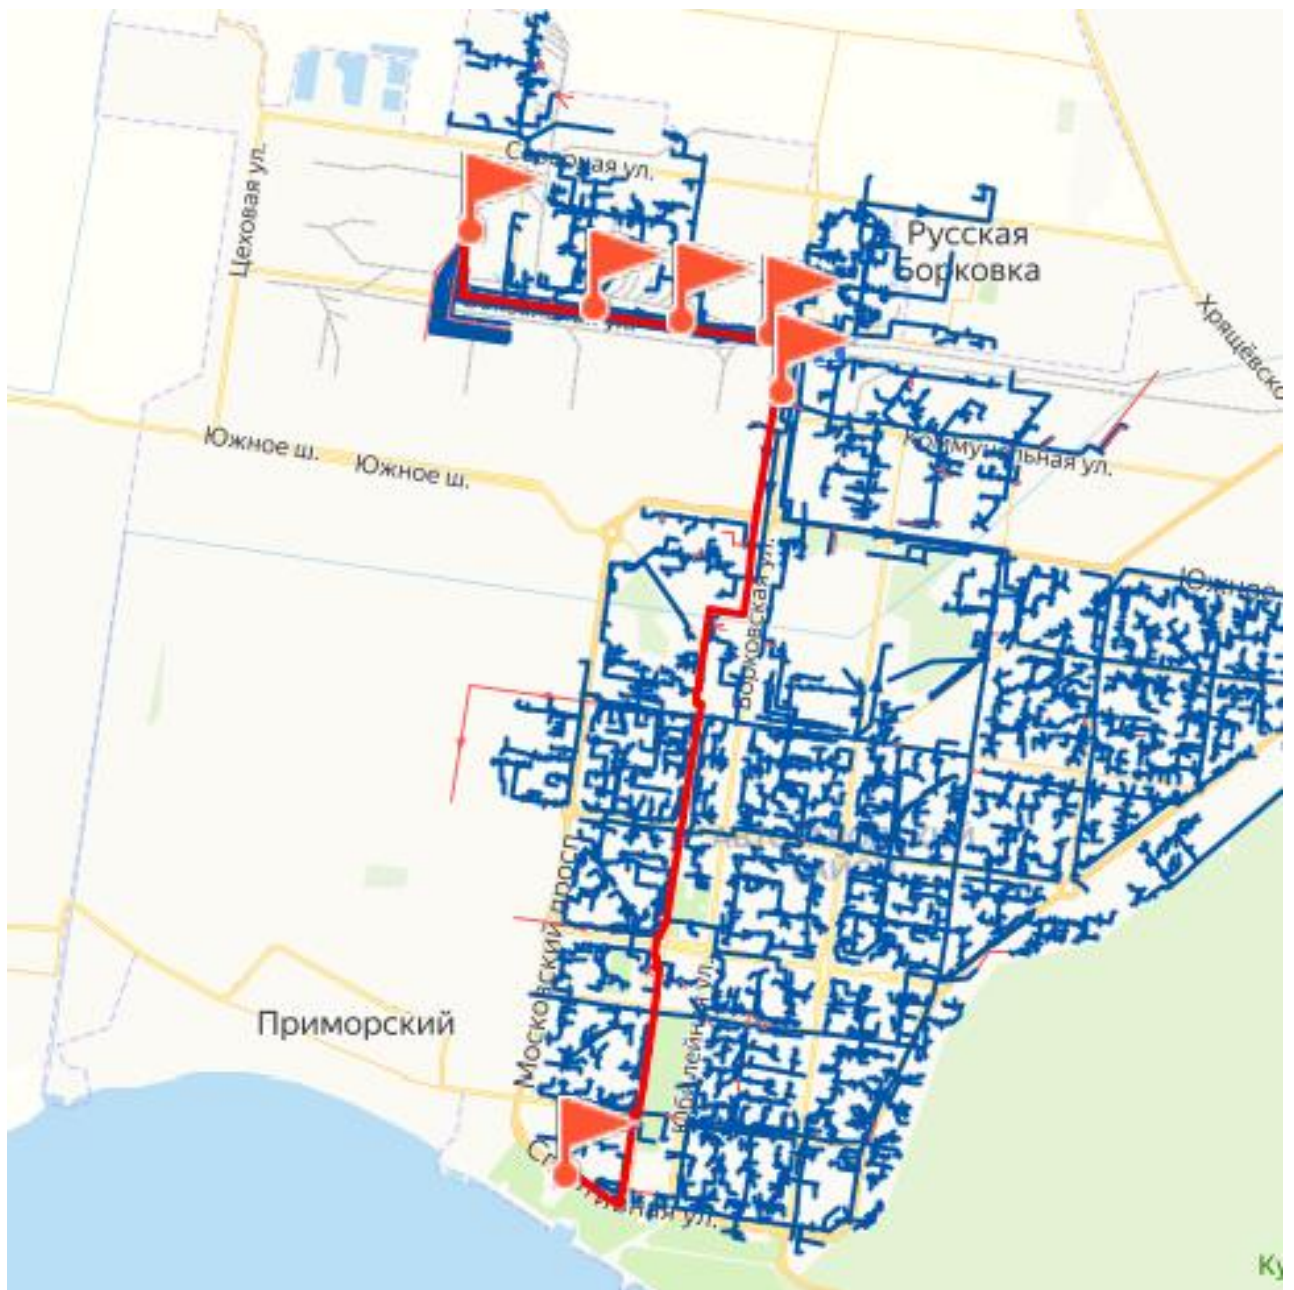 Северная ул.
Цеховая ул.
Русская
Борковка
Хрящёвско
Южное ш.
Южное ш.
Коммунальная ул.
Южное
Борковская ул.
Московский просп.
Приморский
Юбилейная ул.
ул.
Ку